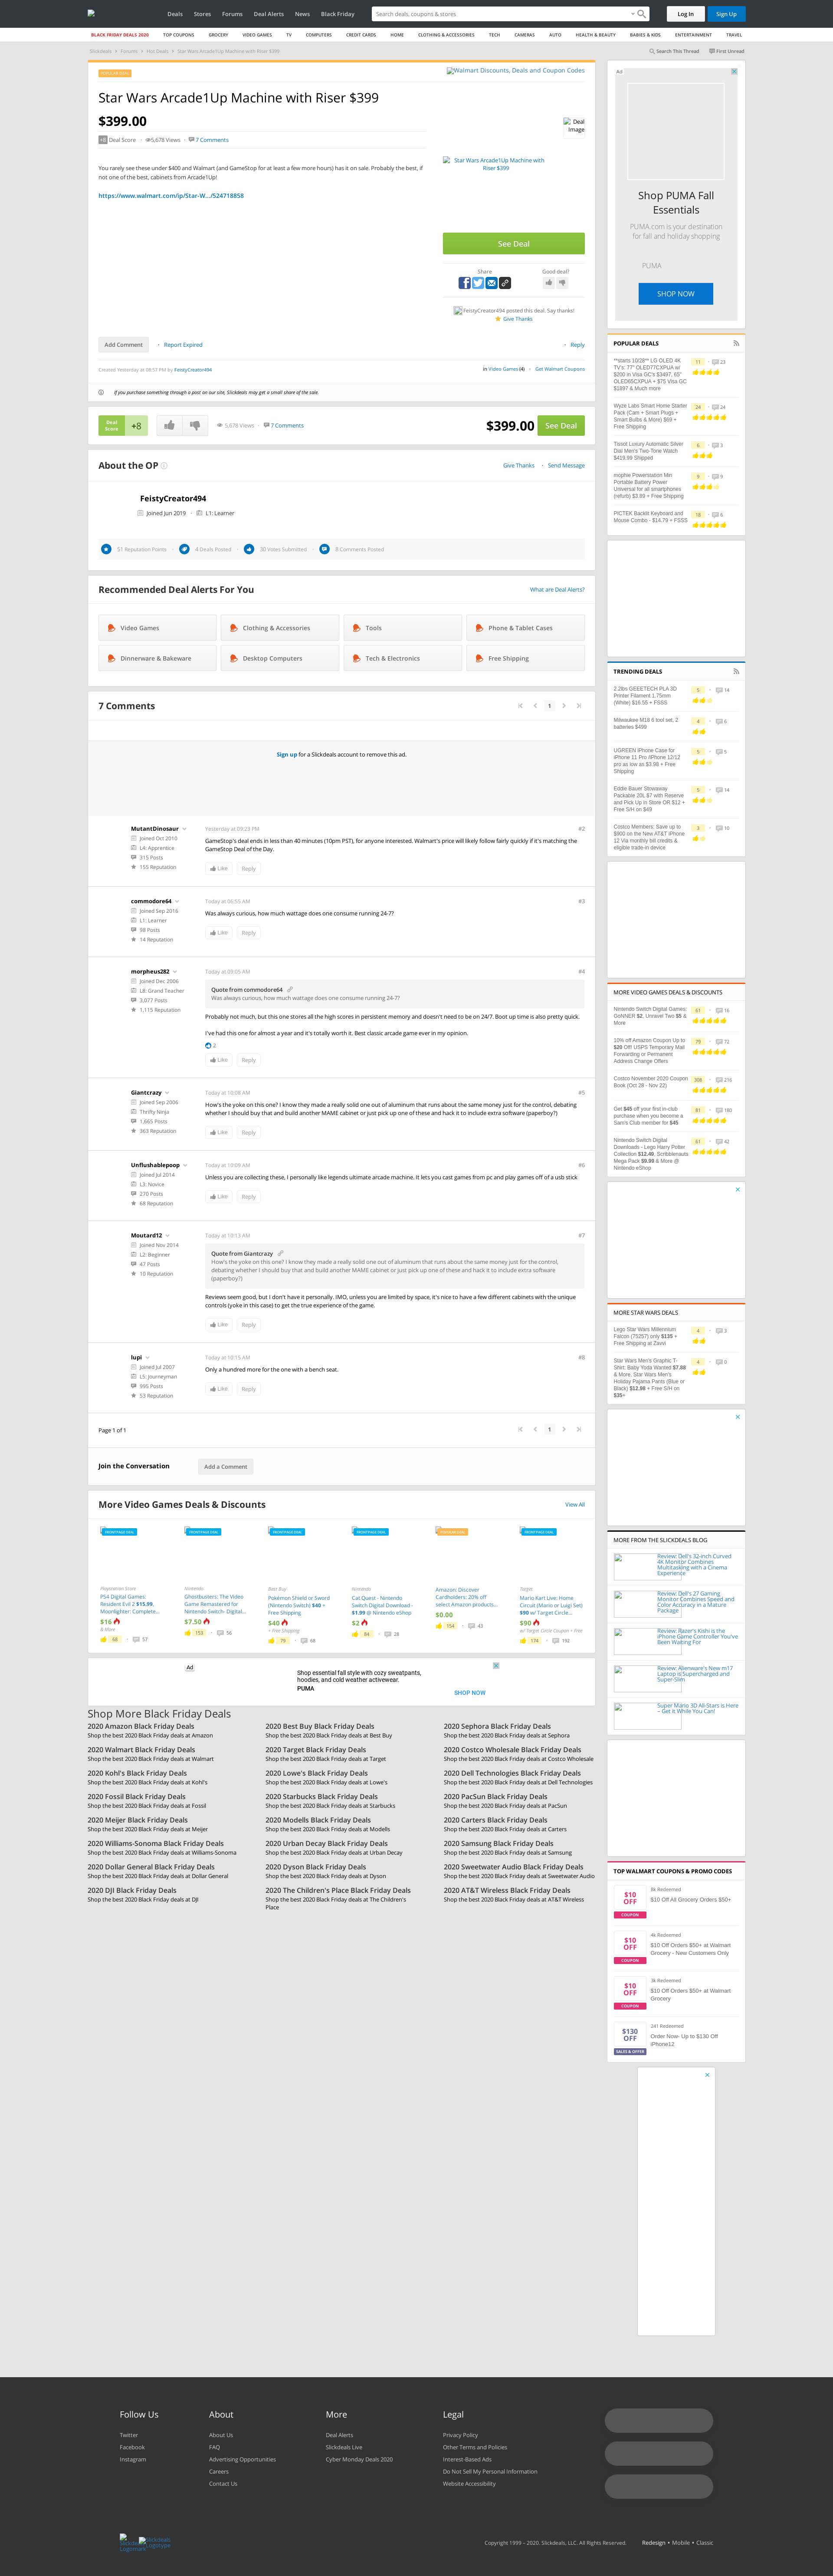 Deals Stores Forums Deal Alerts News Black Friday
Search deals, coupons & stores
Log In Sign Up
BLACK FRIDAY DEALS 2020 TOP COUPONS GROCERY VIDEO GAMES TV COMPUTERS CREDIT CARDS HOME CLOTHING & ACCESSORIES TECH CAMERAS AUTO HEALTH & BEAUTY BABIES & KIDS ENTERTAINMENT TRAVEL
Slickdeals Forums Hot Deals Star Wars Arcade1Up Machine with Riser $399
Search This Thread First Unread
POPULAR DEAL
Walmart Discounts, Deals and Coupon Codes
Star Wars Arcade1Up Machine with Riser $399
$399.00
+8 Deal Score 5,678 Views 7 Comments
Deal Image
You rarely see these under $400 and Walmart (and GameStop for at least a few more hours) has it on sale. Probably the best, if
not one of the best, cabinets from Arcade1Up!
https://www.walmart.com/ip/Star-W.../524718858
Star Wars Arcade1Up Machine with
Riser $399
See Deal
Share Good deal?
FeistyCreator494 posted this deal. Say thanks!
Give Thanks
Add Comment Report Expired Reply
Created Yesterday at 08:57 PM by FeistyCreator494
in Video Games (4) Get Walmart Coupons
If you purchase something through a post on our site, Slickdeals may get a small share of the sale.
Deal
Score
+8
5,678 Views 7 Comments
$399.00 See Deal
About the OP
Give Thanks Send Message
FeistyCreator494
Joined Jun 2019 L1: Learner
51 Reputation Points 4 Deals Posted 30 Votes Submitted 8 Comments Posted
Recommended Deal Alerts For You
What are Deal Alerts?
Video Games Clothing & Accessories Tools Phone & Tablet Cases
Dinnerware & Bakeware Desktop Computers Tech & Electronics Free Shipping
7 Comments
1
Sign up for a Slickdeals account to remove this ad.
MutantDinosaur
Joined Oct 2010
L4: Apprentice
315 Posts
155 Reputation
Yesterday at 09:23 PM #2
GameStop's deal ends in less than 40 minutes (10pm PST), for anyone interested. Walmart's price will likely follow fairly quickly if it's matching the
GameStop Deal of the Day.
Like Reply
commodore64
Joined Sep 2016
L1: Learner
98 Posts
14 Reputation
Today at 06:55 AM #3
Was always curious, how much wattage does one consume running 24-7?
Like Reply
morpheus282
Joined Dec 2006
L8: Grand Teacher
3,077 Posts
1,115 Reputation
Today at 09:05 AM #4
Quote from commodore64
Was always curious, how much wattage does one consume running 24-7?
Probably not much, but this one stores all the high scores in persistent memory and doesn't need to be on 24/7. Boot up time is also pretty quick.
I've had this one for almost a year and it's totally worth it. Best classic arcade game ever in my opinion.
2
Like Reply
Giantcrazy
Joined Sep 2006
Thrifty Ninja
1,665 Posts
363 Reputation
Today at 10:08 AM #5
How's the yoke on this one? I know they made a really solid one out of aluminum that runs about the same money just for the control, debating
whether I should buy that and build another MAME cabinet or just pick up one of these and hack it to include extra software (paperboy?)
Like Reply
Unflushablepoop
Joined Jul 2014
L3: Novice
270 Posts
68 Reputation
Today at 10:09 AM #6
Unless you are collecting these, I personally like legends ultimate arcade machine. It lets you cast games from pc and play games off of a usb stick
Like Reply
Moutard12
Joined Nov 2014
L2: Beginner
47 Posts
10 Reputation
Today at 10:13 AM #7
Quote from Giantcrazy
How's the yoke on this one? I know they made a really solid one out of aluminum that runs about the same money just for the control,
debating whether I should buy that and build another MAME cabinet or just pick up one of these and hack it to include extra software
(paperboy?)
Reviews seem good, but I don't have it personally. IMO, unless you are limited by space, it's nice to have a few different cabinets with the unique
controls (yoke in this case) to get the true experience of the game.
Like Reply
lupi
Joined Jul 2007
L5: Journeyman
995 Posts
53 Reputation
Today at 10:15 AM #8
Only a hundred more for the one with a bench seat.
Like Reply
Page 1 of 1
1
Join the Conversation Add a Comment
More Video Games Deals & Discounts
View All
FRONTPAGE DEAL
Playstation Store
PS4 Digital Games:
Resident Evil 2 $15.99,
Moonlighter: Complete...
$16
& More
68 57
FRONTPAGE DEAL
Nintendo
Ghostbusters: The Video
Game Remastered for
Nintendo Switch- Digital...
$7.50
153 56
FRONTPAGE DEAL
Best Buy
Pokémon Shield or Sword
(Nintendo Switch) $40 +
Free Shipping
$40
+ Free Shipping
79 68
FRONTPAGE DEAL
Nintendo
Cat Quest - Nintendo
Switch Digital Download -
$1.99 @ Nintendo eShop
$2
84 28
POPULAR DEAL
Amazon: Discover
Cardholders: 20% off
select Amazon products...
$0.00
154 43
FRONTPAGE DEAL
Target
Mario Kart Live: Home
Circuit (Mario or Luigi Set)
$90 w/ Target Circle...
$90
w/ Target Circle Coupon + Free
174 192
Ad
Shop essential fall style with cozy sweatpants,
hoodies, and cold weather activewear.
PUMA
SHOP NOW
Shop More Black Friday Deals
2020 Amazon Black Friday Deals
Shop the best 2020 Black Friday deals at Amazon
2020 Best Buy Black Friday Deals
Shop the best 2020 Black Friday deals at Best Buy
2020 Sephora Black Friday Deals
Shop the best 2020 Black Friday deals at Sephora
2020 Walmart Black Friday Deals
Shop the best 2020 Black Friday deals at Walmart
2020 Target Black Friday Deals
Shop the best 2020 Black Friday deals at Target
2020 Costco Wholesale Black Friday Deals
Shop the best 2020 Black Friday deals at Costco Wholesale
2020 Kohl's Black Friday Deals
Shop the best 2020 Black Friday deals at Kohl's
2020 Lowe's Black Friday Deals
Shop the best 2020 Black Friday deals at Lowe's
2020 Dell Technologies Black Friday Deals
Shop the best 2020 Black Friday deals at Dell Technologies
2020 Fossil Black Friday Deals
Shop the best 2020 Black Friday deals at Fossil
2020 Starbucks Black Friday Deals
Shop the best 2020 Black Friday deals at Starbucks
2020 PacSun Black Friday Deals
Shop the best 2020 Black Friday deals at PacSun
2020 Meijer Black Friday Deals
Shop the best 2020 Black Friday deals at Meijer
2020 Modells Black Friday Deals
Shop the best 2020 Black Friday deals at Modells
2020 Carters Black Friday Deals
Shop the best 2020 Black Friday deals at Carters
2020 Williams-Sonoma Black Friday Deals
Shop the best 2020 Black Friday deals at Williams-Sonoma
2020 Urban Decay Black Friday Deals
Shop the best 2020 Black Friday deals at Urban Decay
2020 Samsung Black Friday Deals
Shop the best 2020 Black Friday deals at Samsung
2020 Dollar General Black Friday Deals
Shop the best 2020 Black Friday deals at Dollar General
2020 Dyson Black Friday Deals
Shop the best 2020 Black Friday deals at Dyson
2020 Sweetwater Audio Black Friday Deals
Shop the best 2020 Black Friday deals at Sweetwater Audio
2020 DJI Black Friday Deals
Shop the best 2020 Black Friday deals at DJI
2020 The Children's Place Black Friday Deals
Shop the best 2020 Black Friday deals at The Children's
Place
2020 AT&T Wireless Black Friday Deals
Shop the best 2020 Black Friday deals at AT&T Wireless
Ad
Shop PUMA Fall
Essentials
PUMA.com is your destination
for fall and holiday shopping
PUMA
SHOP NOW
POPULAR DEALS
**starts 10/28** LG OLED 4K
TV's: 77" OLED77CXPUA w/
$200 in Visa GC's $3497, 65"
OLED65CXPUA + $75 Visa GC
$1897 & Much more
11 23
Wyze Labs Smart Home Starter
Pack (Cam + Smart Plugs +
Smart Bulbs & More) $69 +
Free Shipping
24 24
Tissot Luxury Automatic Silver
Dial Men's Two-Tone Watch
$419.99 Shipped
6 3
mophie Powerstation Min
Portable Battery Power
Universal for all smartphones
(refurb) $3.89 + Free Shipping
9 9
PICTEK Backlit Keyboard and
Mouse Combo - $14.79 + FSSS
18 6
TRENDING DEALS
2.2lbs GEEETECH PLA 3D
Printer Filament 1.75mm
(White) $16.55 + FSSS
5 14
Milwaukee M18 6 tool set, 2
batteries $499
4 6
UGREEN iPhone Case for
iPhone 11 Pro /iPhone 12/12
pro as low as $3.98 + Free
Shipping
5 5
Eddie Bauer Stowaway
Packable 20L $7 with Reserve
and Pick Up in Store OR $12 +
Free S/H on $49
5 14
Costco Members: Save up to
$900 on the New AT&T iPhone
12 Via monthly bill credits &
eligible trade-in device
3 10
MORE VIDEO GAMES DEALS & DISCOUNTS
Nintendo Switch Digital Games:
GoNNER $2, Unravel Two $5 &
More
61 16
10% off Amazon Coupon Up to
$20 Off! USPS Temporary Mail
Forwarding or Permanent
Address Change Offers
79 72
Costco November 2020 Coupon
Book (Oct 28 - Nov 22)
308 216
Get $45 off your first in-club
purchase when you become a
Sam's Club member for $45
81 180
Nintendo Switch Digital
Downloads - Lego Harry Potter
Collection $12.49, Scribblenauts
Mega Pack $9.99 & More @
Nintendo eShop
61 42
MORE STAR WARS DEALS
Lego Star Wars Millennium
Falcon (75257) only $135 +
Free Shipping at Zavvi
4 3
Star Wars Men's Graphic T-
Shirt: Baby Yoda Wanted $7.88
& More, Star Wars Men's
Holiday Pajama Pants (Blue or
Black) $12.98 + Free S/H on
$35+
4 0
MORE FROM THE SLICKDEALS BLOG
Review: Dell's 32-inch Curved
4K Monitor Combines
Multitasking with a Cinema
Experience
Review: Dell's 27 Gaming
Monitor Combines Speed and
Color Accuracy in a Mature
Package
Review: Razer's Kishi is the
iPhone Game Controller You've
Been Waiting For
Review: Alienware's New m17
Laptop is Supercharged and
Super-Slim
Super Mario 3D All-Stars is Here
– Get it While You Can!
TOP WALMART COUPONS & PROMO CODES
$10
OFF
COUPON
8k Redeemed
$10 Off All Grocery Orders $50+
$10
OFF
COUPON
4k Redeemed
$10 Off Orders $50+ at Walmart
Grocery - New Customers Only
$10
OFF
COUPON
3k Redeemed
$10 Off Orders $50+ at Walmart
Grocery
$130
OFF
SALES & OFFER
241 Redeemed
Order Now- Up to $130 Off
iPhone12
Follow Us
Twitter
Facebook
Instagram
About
About Us
FAQ
Advertising Opportunities
Careers
Contact Us
More
Deal Alerts
Slickdeals Live
Cyber Monday Deals 2020
Legal
Privacy Policy
Other Terms and Policies
Interest-Based Ads
Do Not Sell My Personal Information
Website Accessibility
Slickdeals
Logomark
Slickdeals
Logotype
Copyright 1999 – 2020. Slickdeals, LLC. All Rights Reserved. Redesign • Mobile • Classic